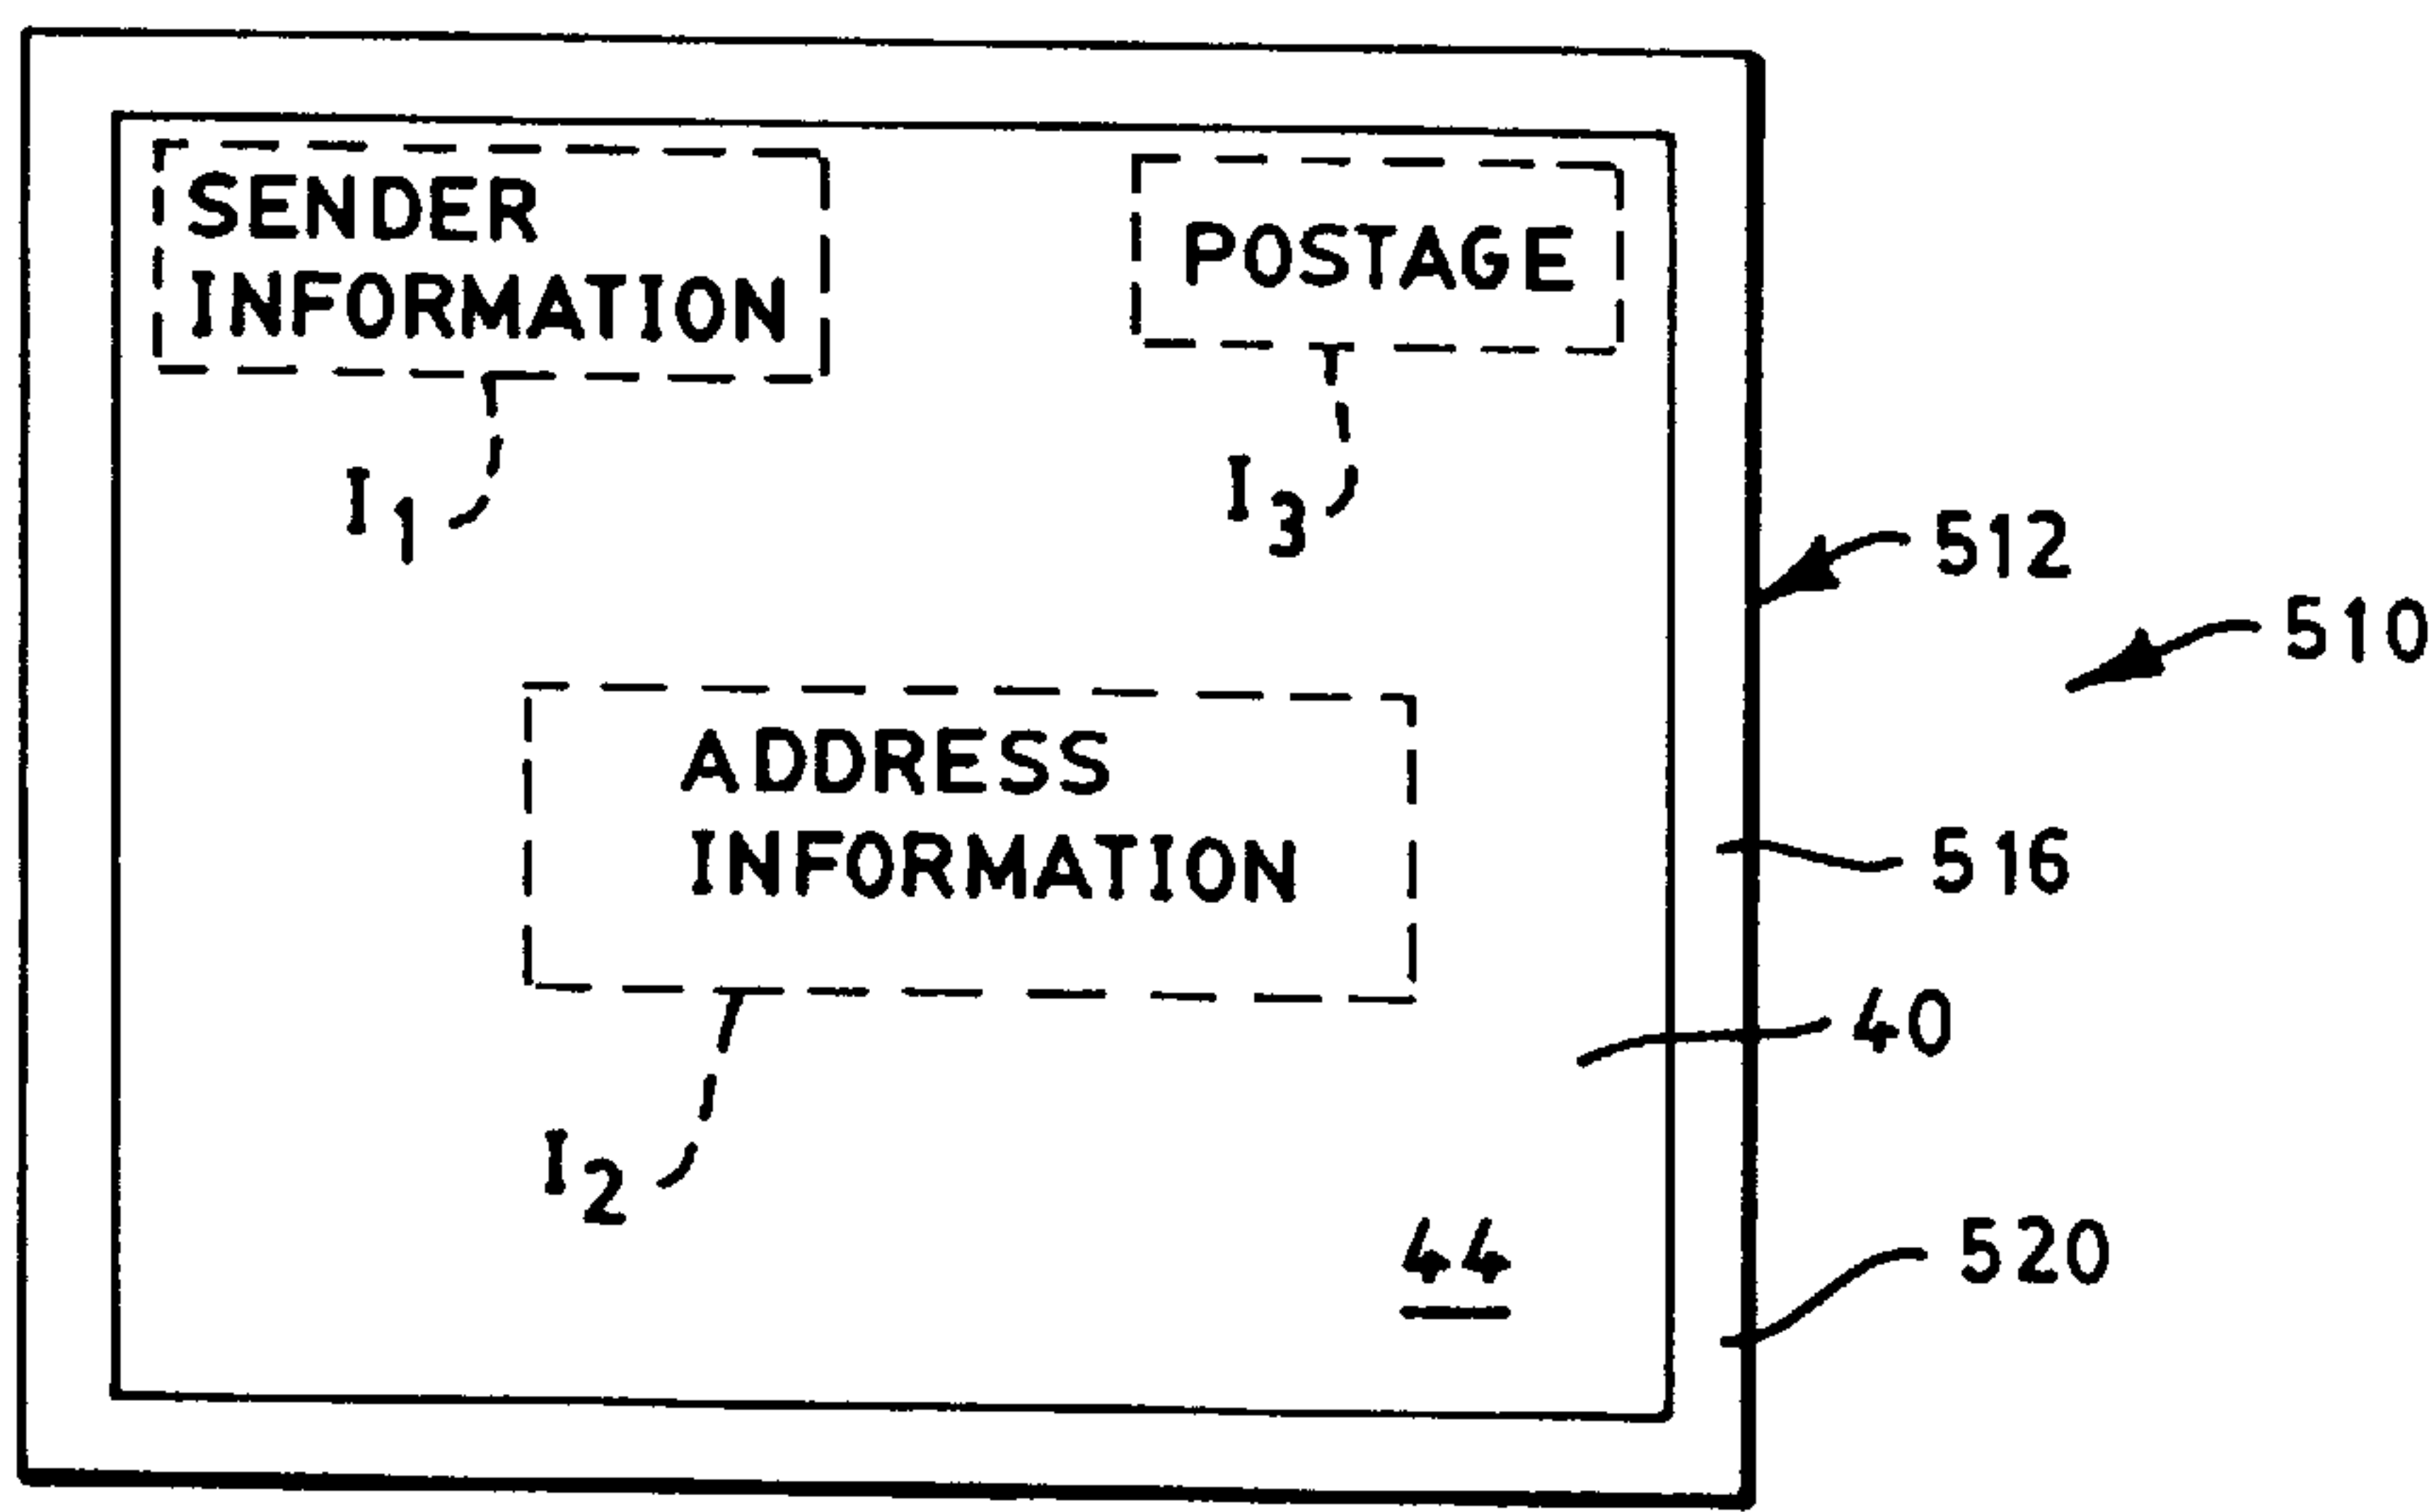 SENDER
INFORMATION
POSTAGE
I1
I3
512
510
ADDRESS
INFORMATION
516
40
I2
44
520